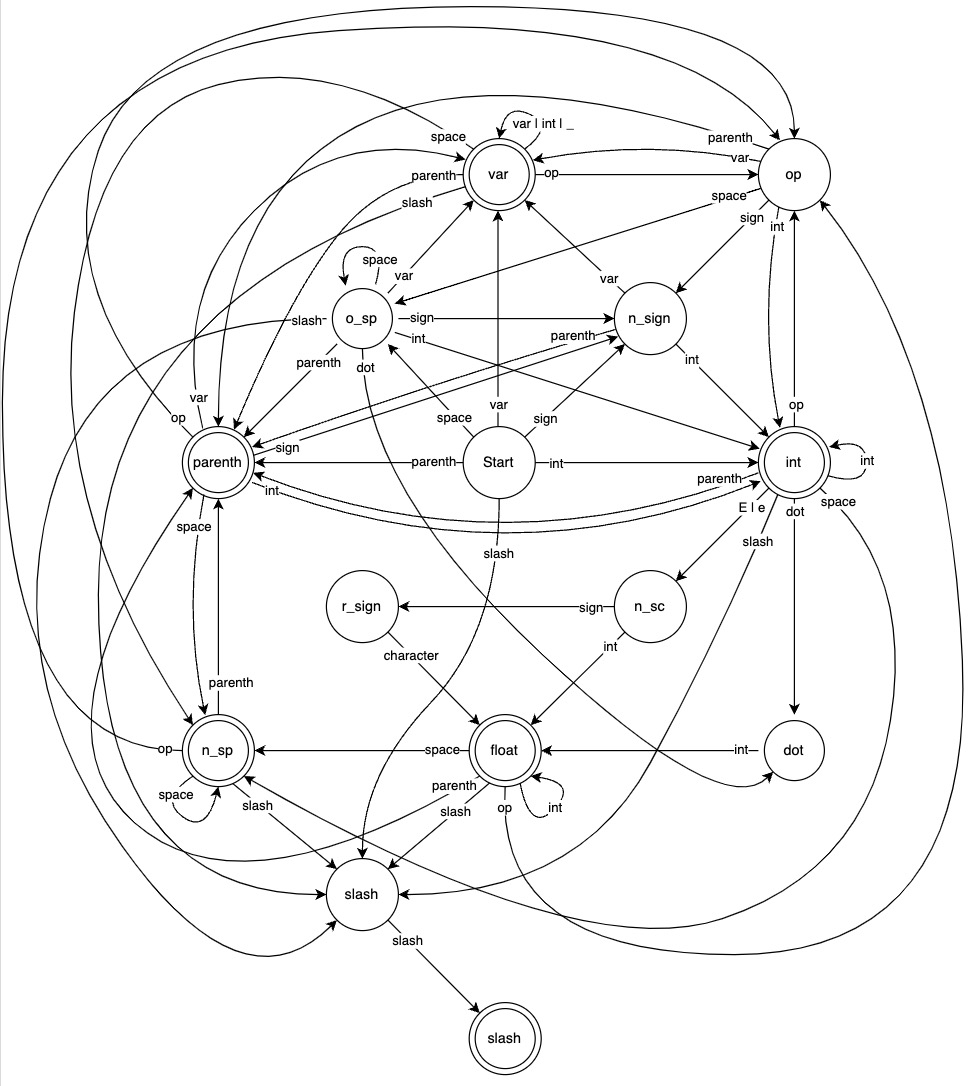 space
var | int | _
parenth
var
parenth
var
op
op
slash
space
sign
int
space
var
slash
o_sp
sign
n_sign
var
int
parenth
parenth
dot
int
var
op
space
var
sign
op
sign
parenth
parenth
Start
int
int
int
int
parenth
E | e
dot
space
space
slash
slash
r_sign
sign
n_sc
character
int
parenth
op
n_sp
space
float
int
dot
space
slash
parenth
slash
op
int
slash
slash
slash